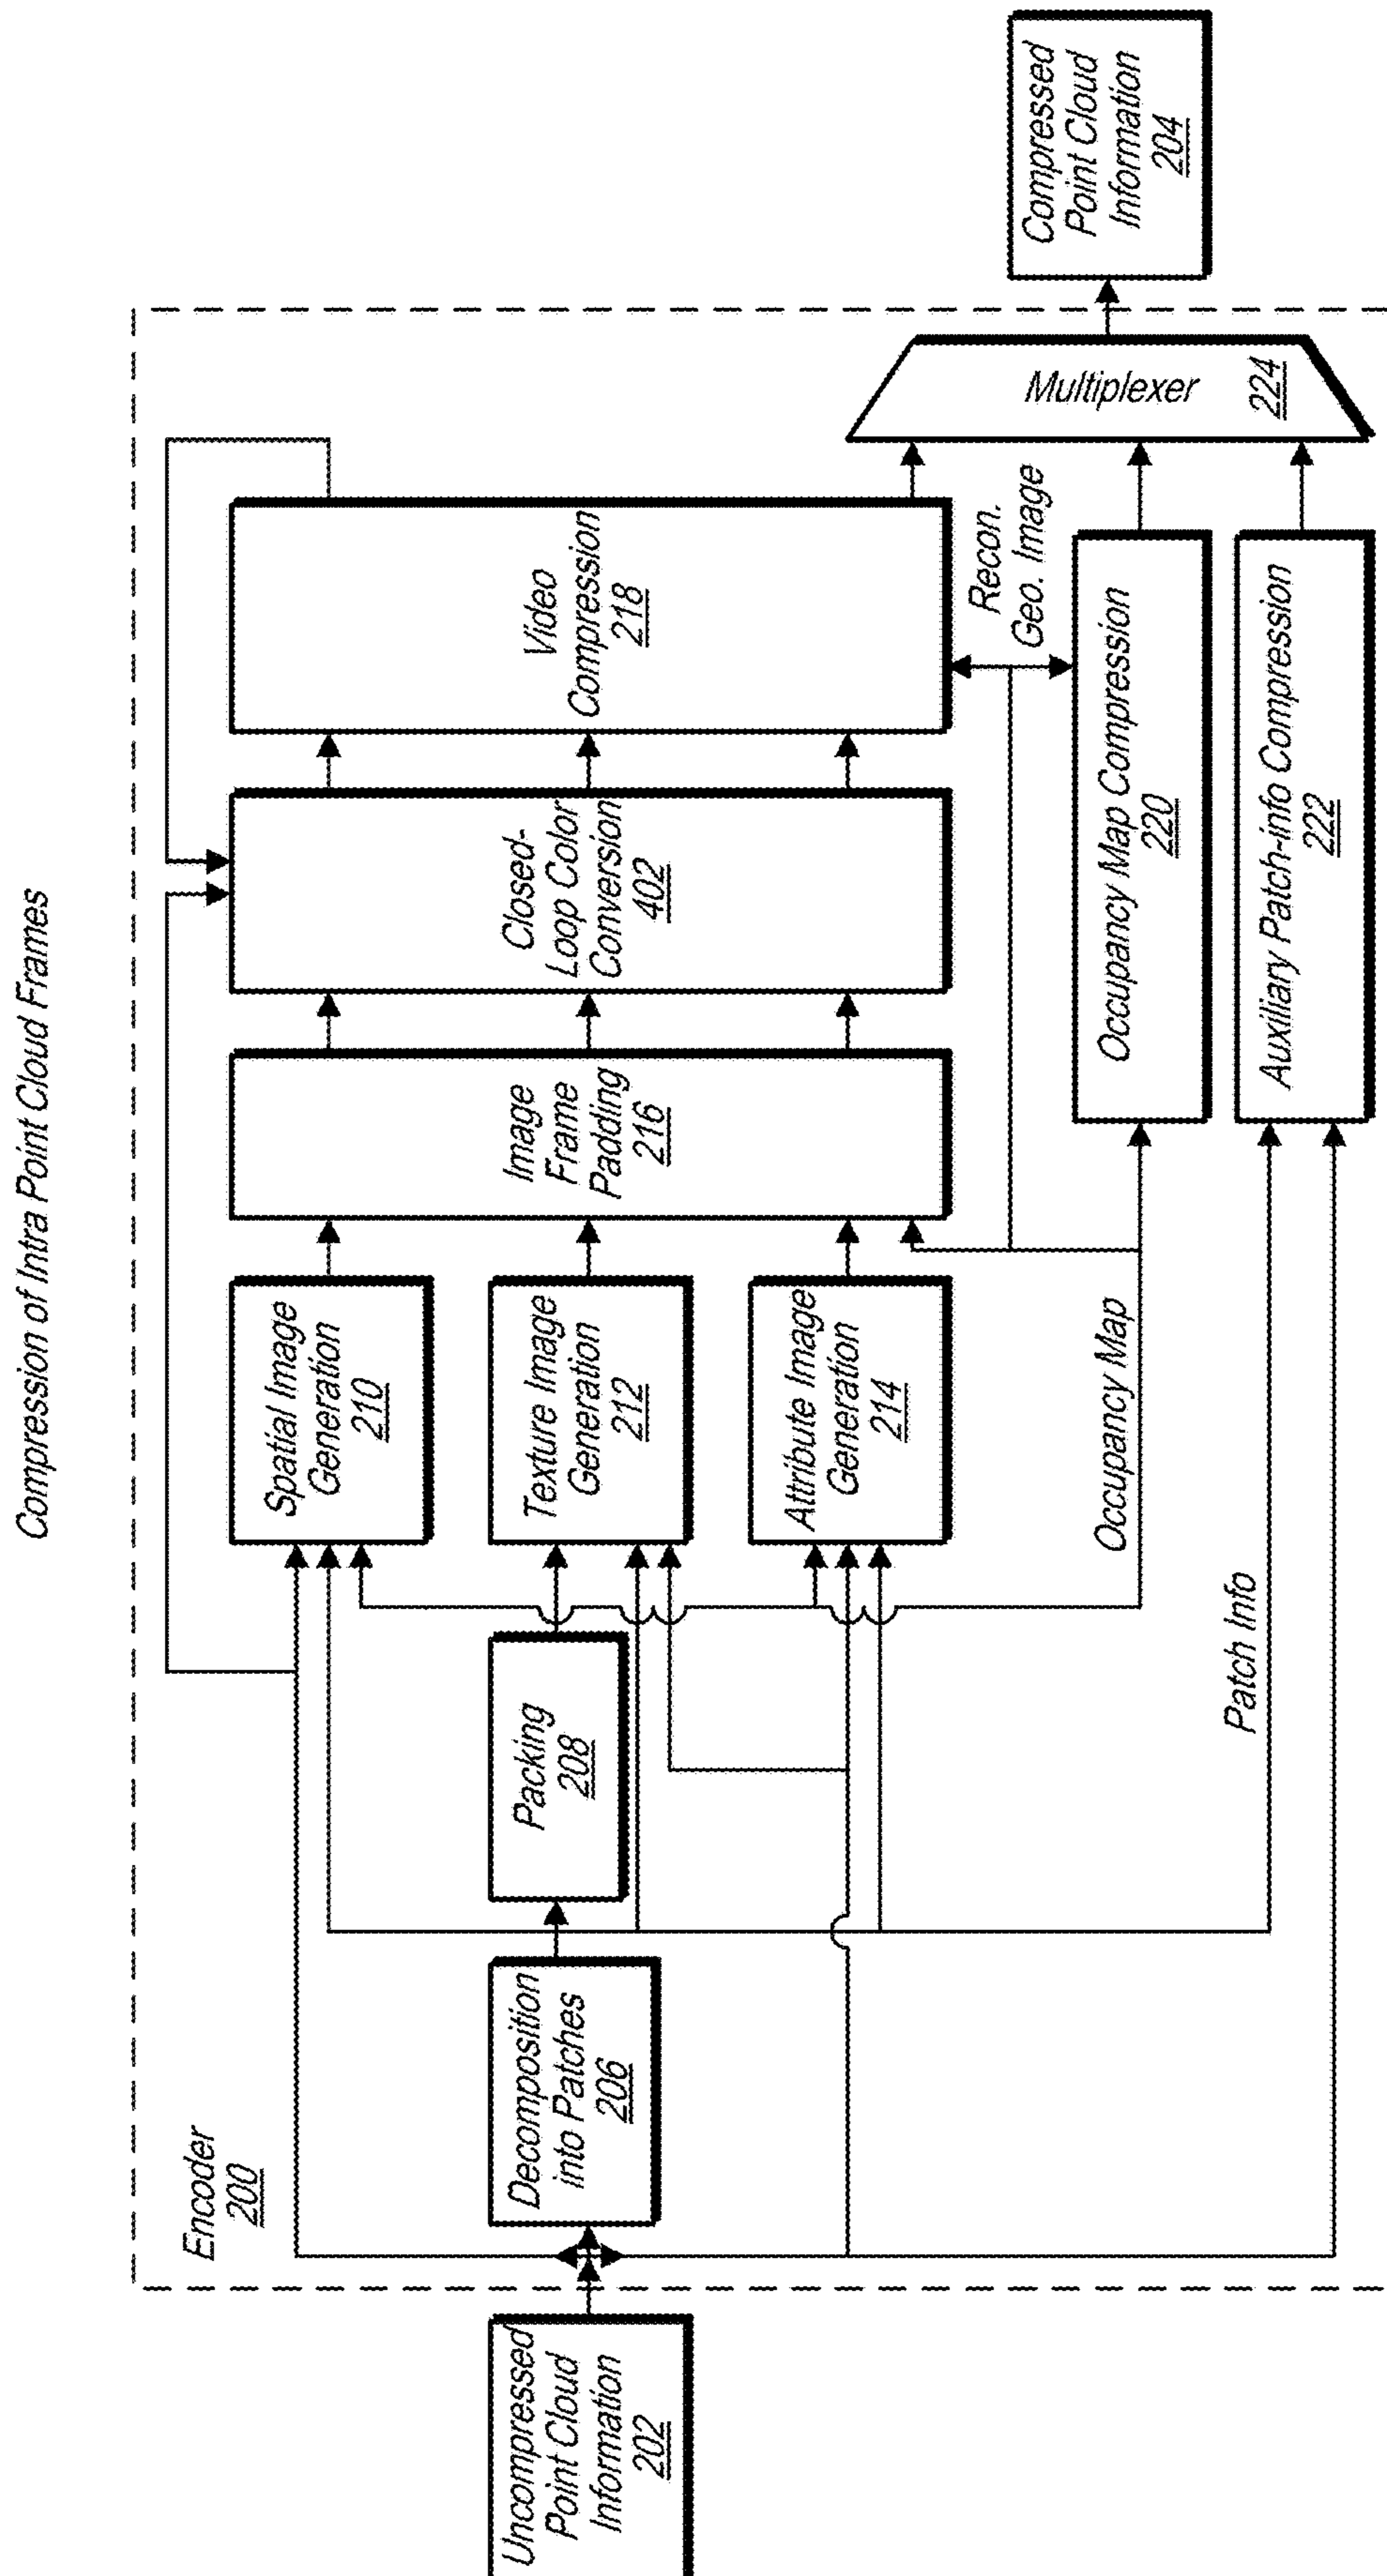 Compression of Intra Point Cloud Frames
Encoder
200
Uncompressed
Point Cloud
Information
202
Decomposition
into Patches
206
Packing
208
Spatial Image
Generation
210
Texture Image
Generation
212
Attribute Image
Generation
214
Image
Frame
Padding
216
Closed-
Loop Color
Conversion
402
Video
Compression
218
Recon.
Geo. Image
Occupancy Map
Patch Info
Occupancy Map Compression
220
Auxiliary Patch-info Compression
222
Multiplexer
224
Compressed
Point Cloud
Information
204